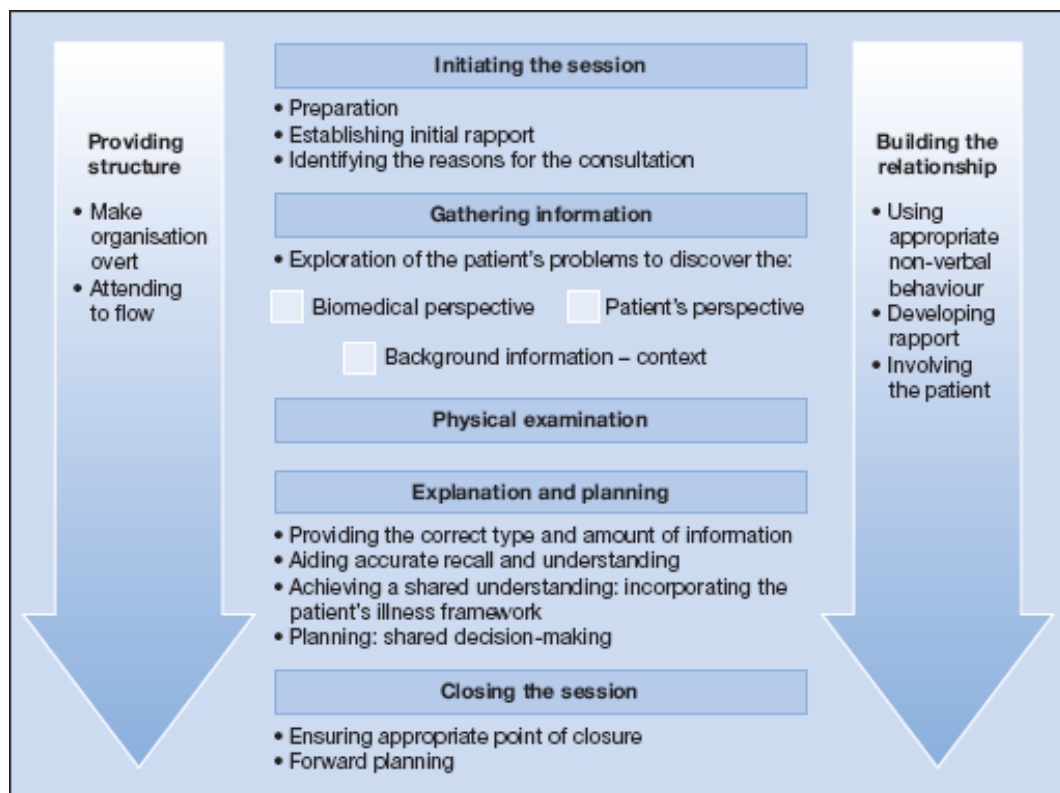 Providing
structure
• Make
organisation
overt
• Attending
to flow
Initiating the session
• Preparation
• Establishing initial rapport
• Identifying the reasons for the consultation
Gathering information
• Exploration of the patient's problems to discover the:
Biomedical perspective
Patient's perspective
Background information – context
Physical examination
Explanation and planning
• Providing the correct type and amount of information
• Aiding accurate recall and understanding
• Achieving a shared understanding: incorporating the
patient's illness framework
• Planning: shared decision-making
Closing the session
• Ensuring appropriate point of closure
• Forward planning
Building the
relationship
• Using
appropriate
non-verbal
behaviour
• Developing
rapport
• Involving
the patient